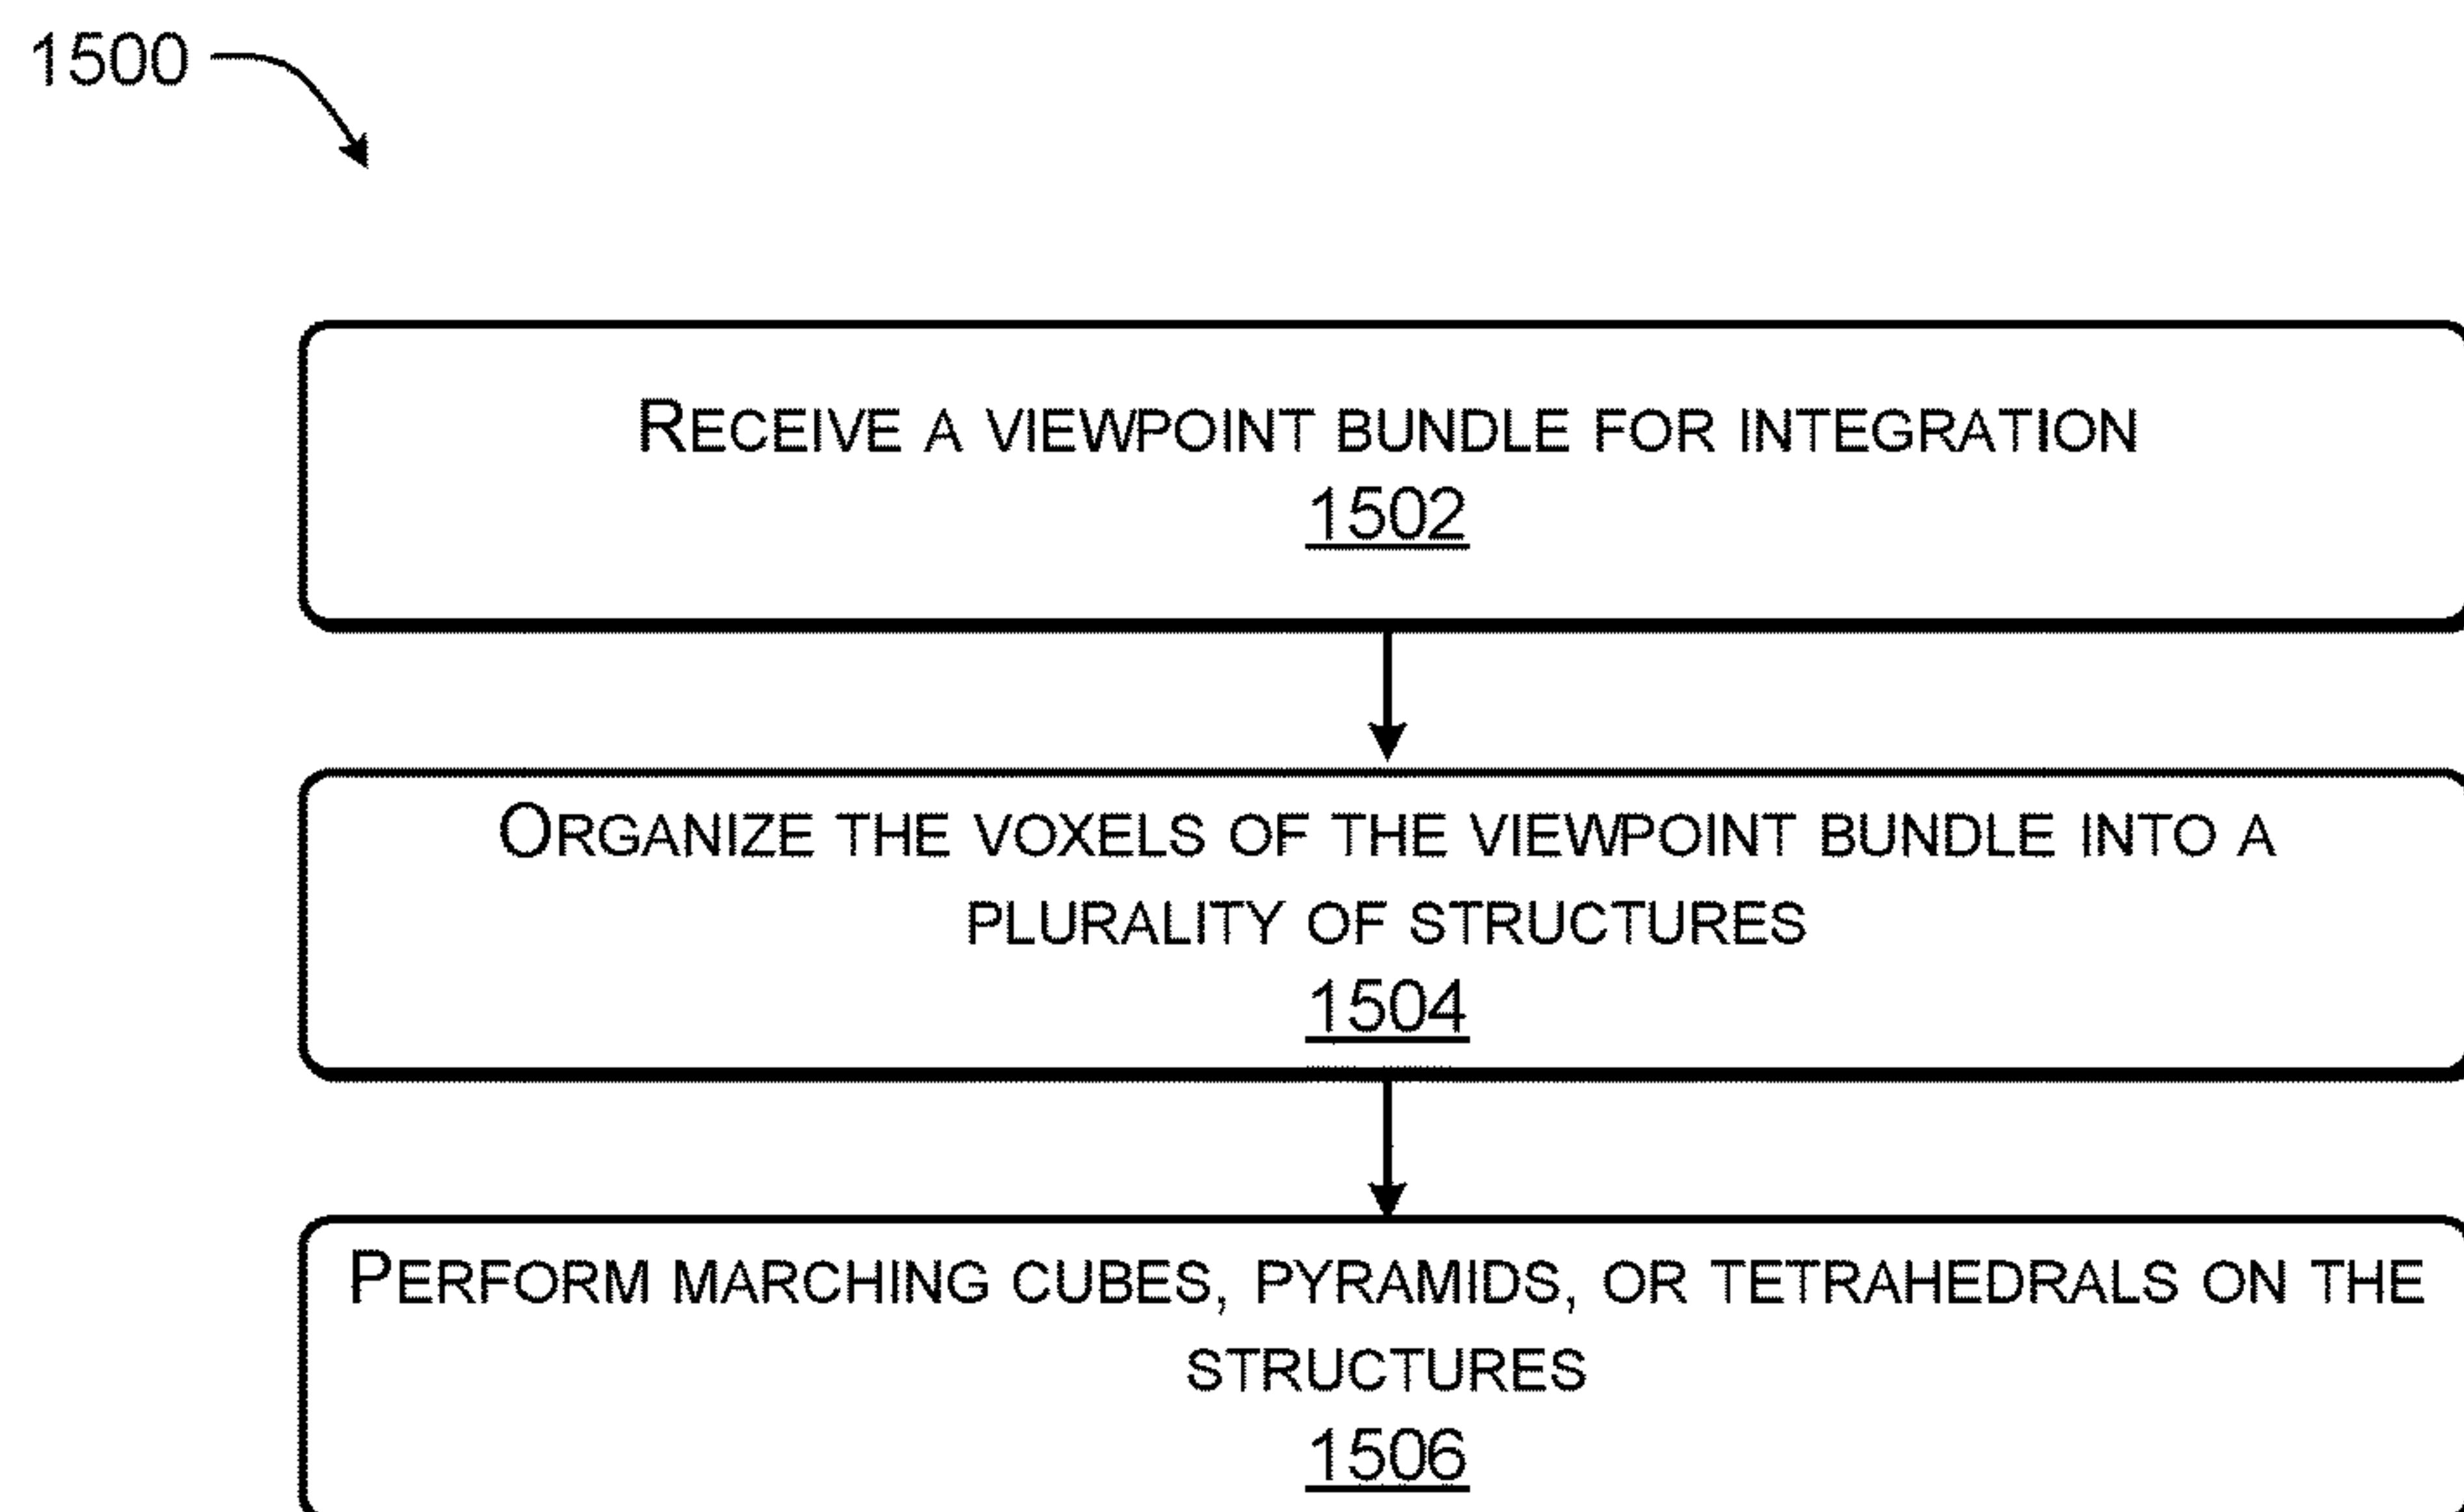 1500
RECEIVE A VIEWPOINT BUNDLE FOR INTEGRATION
1502
ORGANIZE THE VOXELS OF THE VIEWPOINT BUNDLE INTO A
PLURALITY OF STRUCTURES
1504
PERFORM MARCHING CUBES, PYRAMIDS, OR TETRAHEDRALS ON THE
STRUCTURES
1506